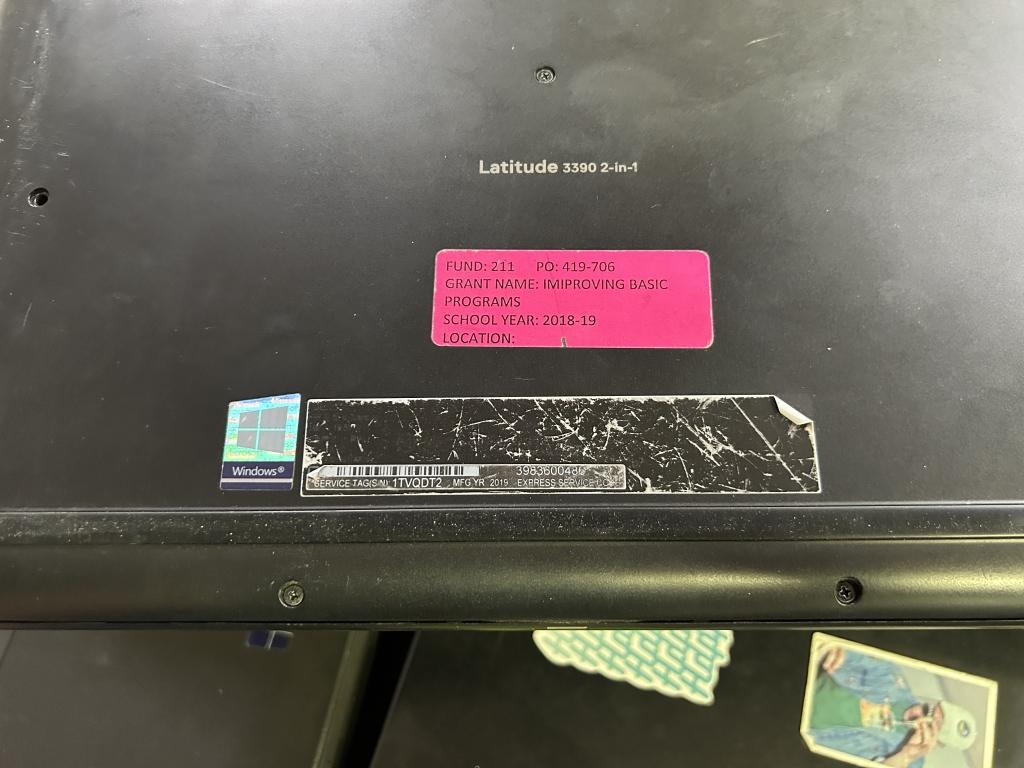 Latitude 3390 2-in-1
FUND: 211 PO: 419-706
GRANT NAME: IMIPROVING BASIC
PROGRAMS
SCHOOL YEAR: 2018-19
LOCATION:
Windows®
SERVICE TAG(S/N) 1TVQDT2 MFG YR 2019 EXPRESS SERVICE